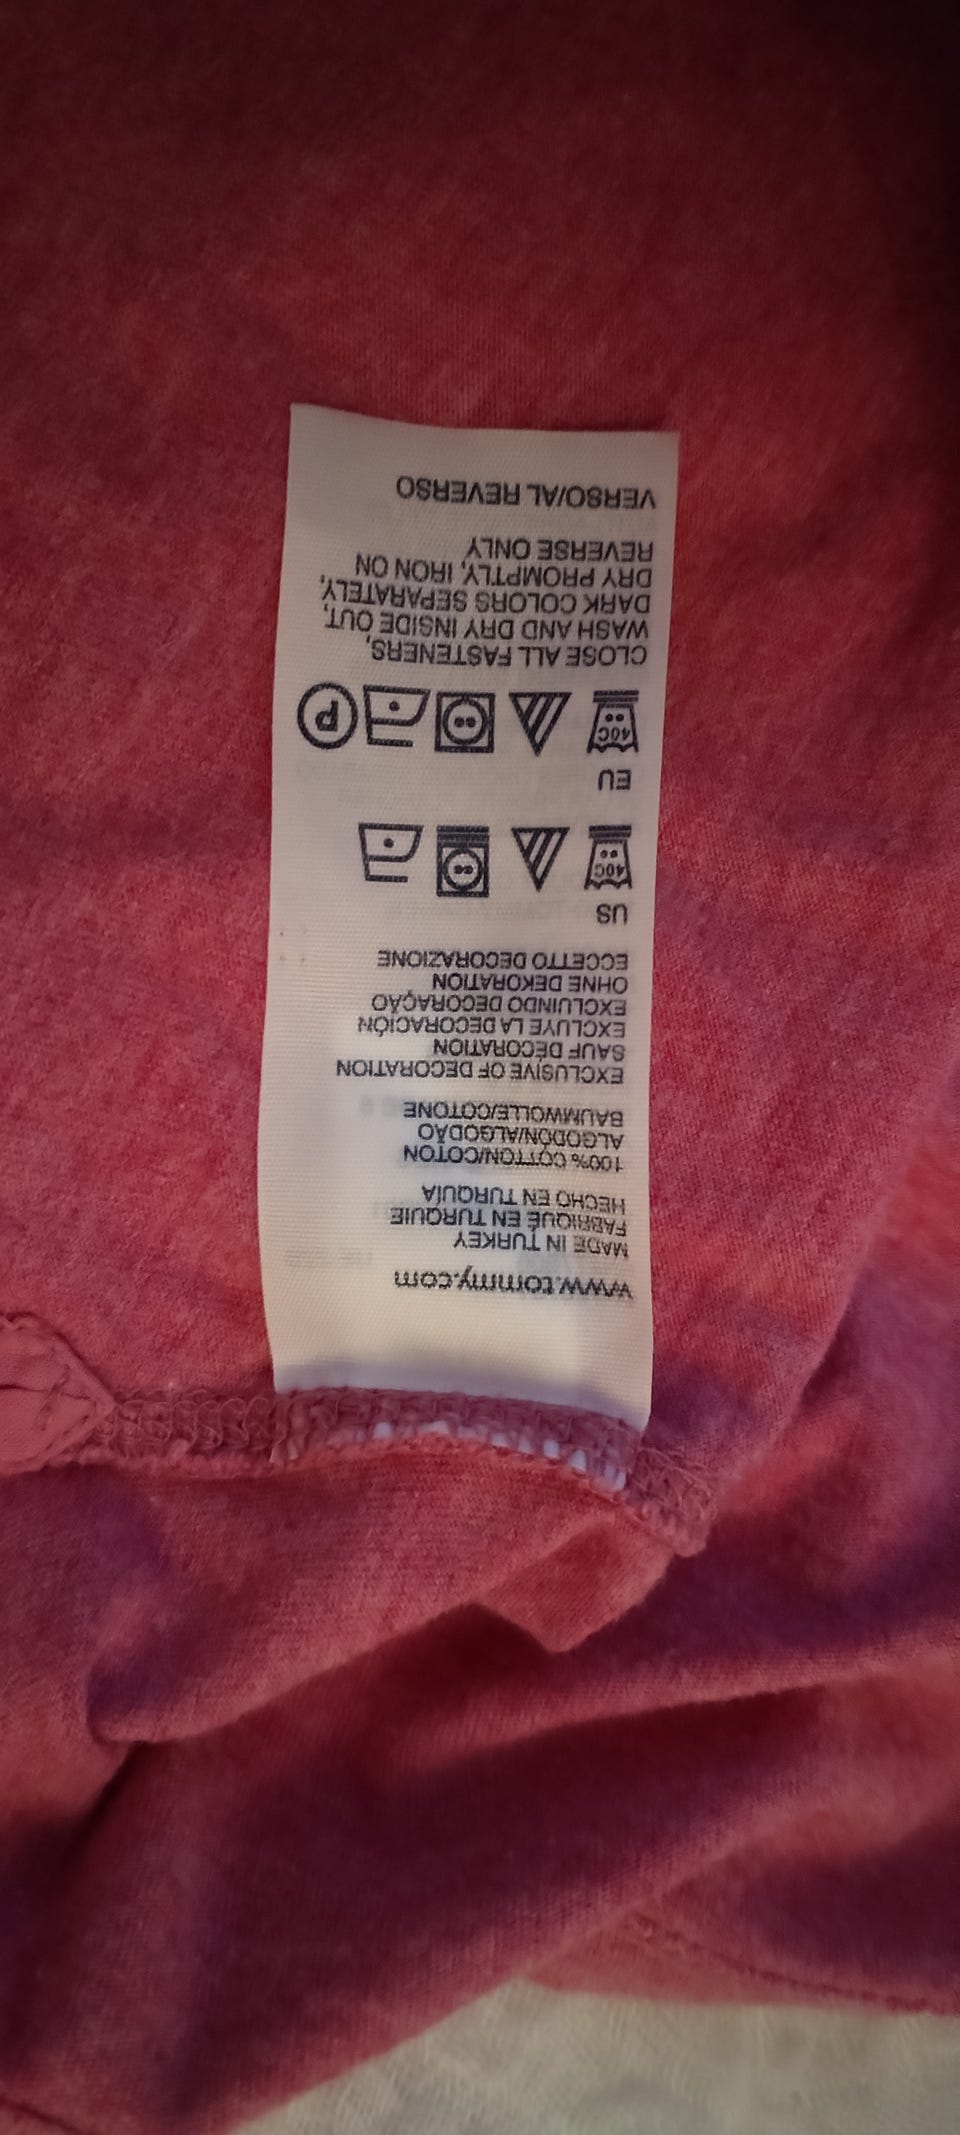 www.tommy.com
MADE IN TURKEY
FABRIQUÉ EN TURQUIE
HECHO EN TURQUÍA
100% COTTON/COTON
ALGODÓN/ALGODÃO
BAUMWOLLE/COTONE
EXCLUSIVE OF DECORATION
SAUF DÉCORATION
EXCLUYE LA DECORACIÓN
EXCLUINDO DECORAÇÃO
OHNE DEKORATION
ECCETTO DECORAZIONE
US
40C
EU
40C P
CLOSE ALL FASTENERS,
WASH AND DRY INSIDE OUT,
DARK COLORS SEPARATELY,
DRY PROMPTLY, IRON ON
REVERSE ONLY
VERSO/AL REVERSO